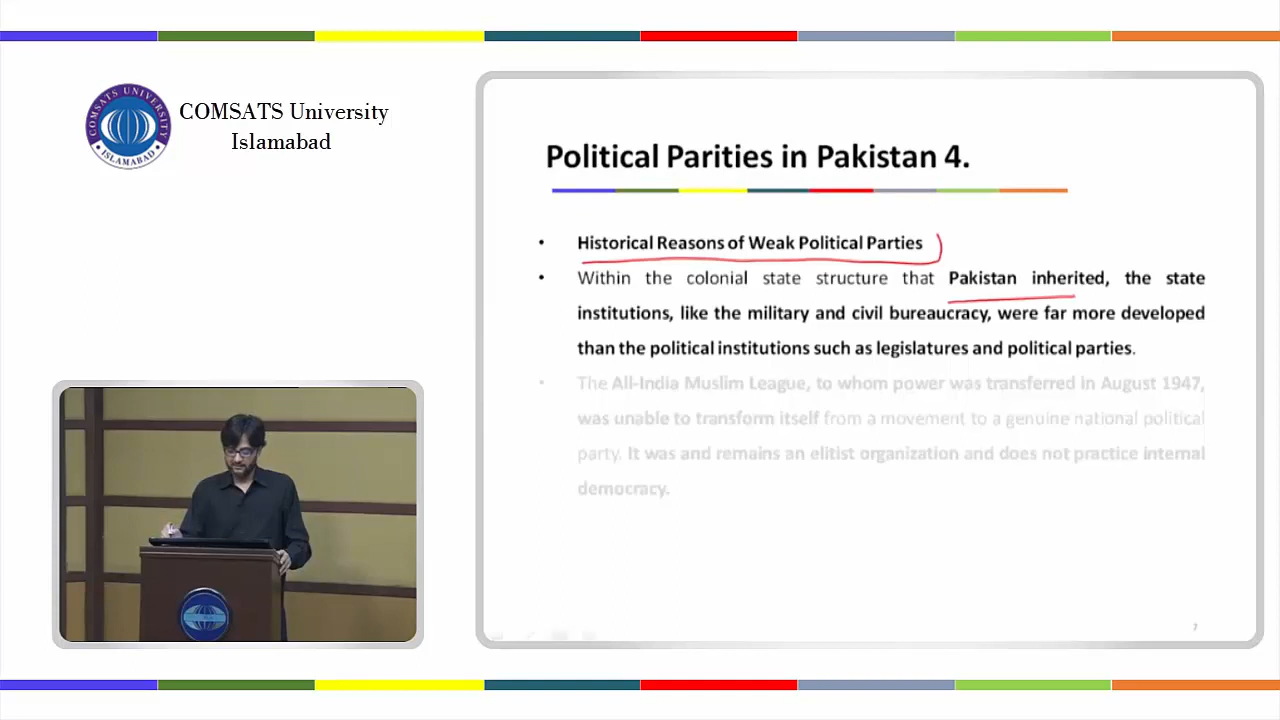 COMSATS UNIVERSITY
ISLAMABAD
COMSATS University
Islamabad
Political Parities in Pakistan 4.
• Historical Reasons of Weak Political Parties
• Within the colonial state structure that Pakistan inherited, the state
institutions, like the military and civil bureaucracy, were far more developed
than the political institutions such as legislatures and political parties.
• The All-India Muslim League, to whom power was transferred in August 1947,
was unable to transform itself from a movement to a genuine national political
party. It was and remains an elitist organization and does not practice internal
democracy.
7